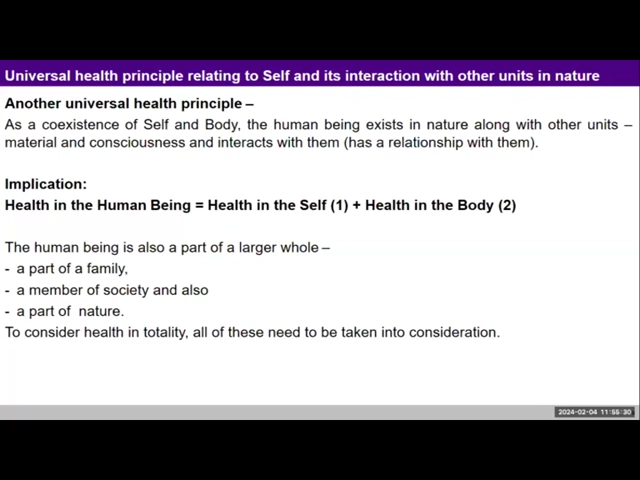 Universal health principle relating to Self and its interaction with other units in nature
Another universal health principle –
As a coexistence of Self and Body, the human being exists in nature along with other units –
material and consciousness and interacts with them (has a relationship with them).
Implication:
Health in the Human Being = Health in the Self (1) + Health in the Body (2)
The human being is also a part of a larger whole –
- a part of a family,
- a member of society and also
- a part of nature.
To consider health in totality, all of these need to be taken into consideration.
2024-02-04 11:55:30